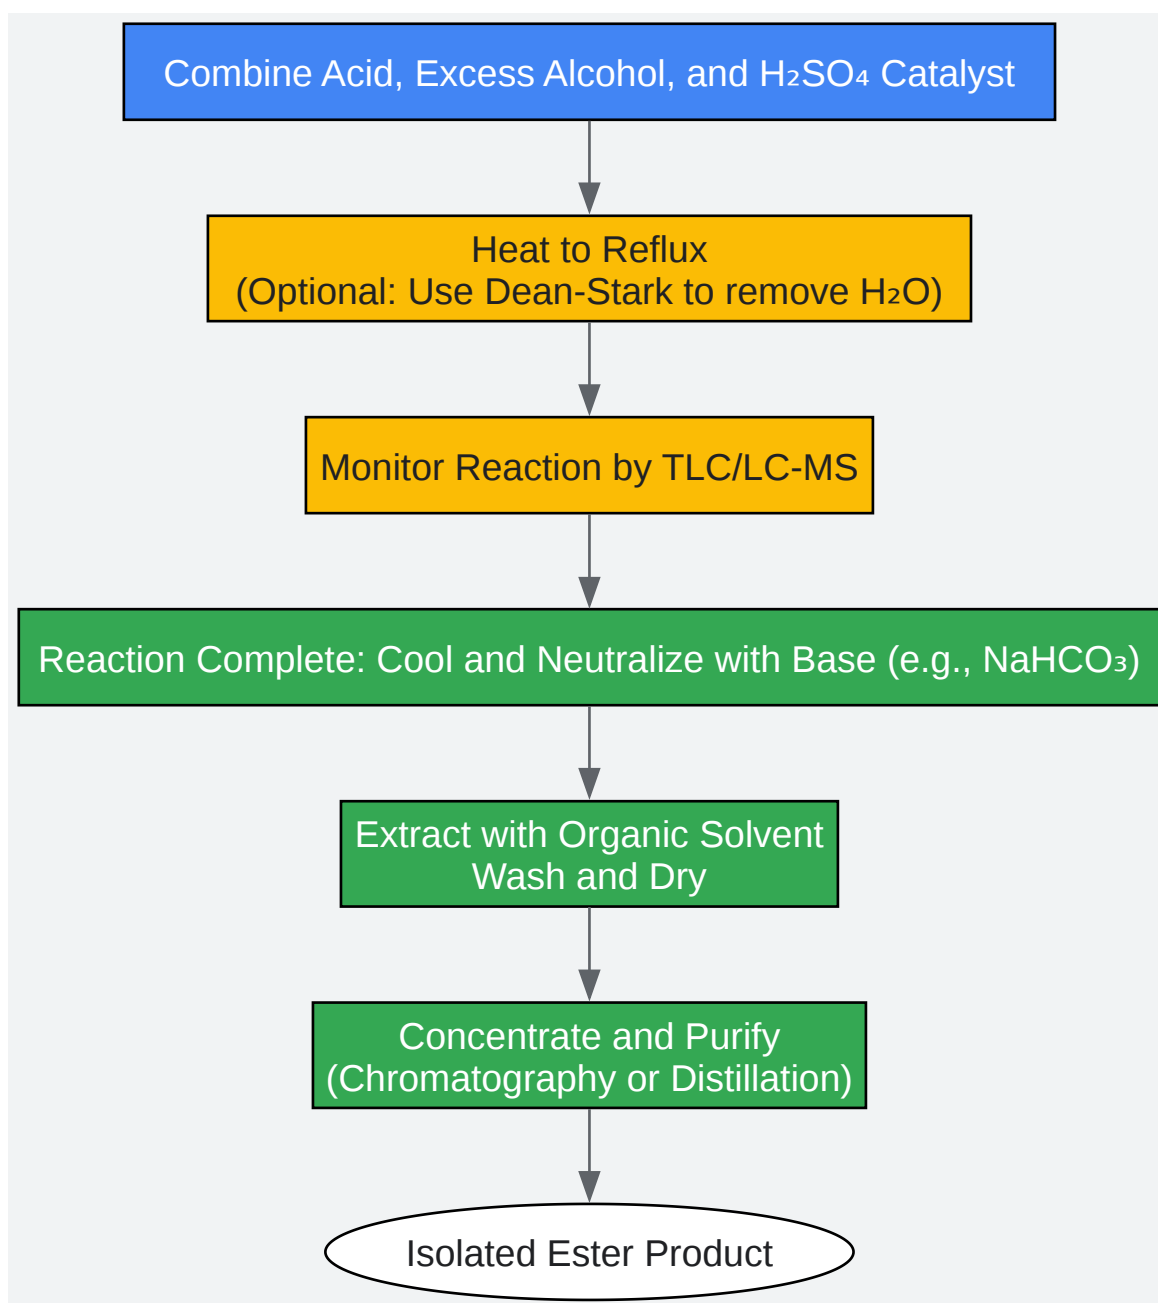 Combine Acid, Excess Alcohol, and H₂SO₄ Catalyst
Heat to Reflux
(Optional: Use Dean-Stark to remove H₂O)
Monitor Reaction by TLC/LC-MS
Reaction Complete: Cool and Neutralize with Base (e.g., NaHCO₃)
Extract with Organic Solvent
Wash and Dry
Concentrate and Purify
(Chromatography or Distillation)
Isolated Ester Product